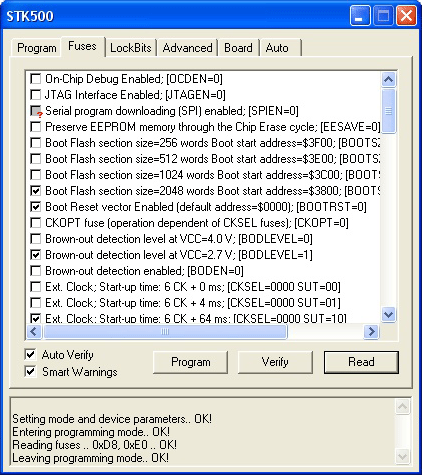 STK500
Program Fuses LockBits Advanced Board Auto
On-Chip Debug Enabled; [OCDEN=0]
JTAG Interface Enabled; [JTAGEN=0]
Serial program downloading (SPI) enabled; [SPIEN=0]
Preserve EEPROM memory through the Chip Erase cycle; [EESAVE=0]
Boot Flash section size=256 words Boot start address=$3F00; [BOOTS
Boot Flash section size=512 words Boot start address=$3E00; [BOOTS
Boot Flash section size=1024 words Boot start address=$3C00; [BOOTS
Boot Flash section size=2048 words Boot start address=$3800; [BOOTS
Boot Reset vector Enabled (default address=$0000); [BOOTRST=0]
CKOPT fuse (operation dependent of CKSEL fuses); [CKOPT=0]
Brown-out detection level at VCC=4.0 V; [BODLEVEL=0]
Brown-out detection level at VCC=2.7 V; [BODLEVEL=1]
Brown-out detection enabled; [BODEN=0]
Ext. Clock; Start-up time: 6 CK + 0 ms; [CKSEL=0000 SUT=00]
Ext. Clock; Start-up time: 6 CK + 4 ms; [CKSEL=0000 SUT=01]
Ext. Clock; Start-up time: 6 CK + 64 ms; [CKSEL=0000 SUT=10]
Auto Verify
Smart Warnings
Program Verify Read
Setting mode and device parameters.. OK!
Entering programming mode.. OK!
Reading fuses .. 0xD8, 0xE0 .. OK!
Leaving programming mode.. OK!